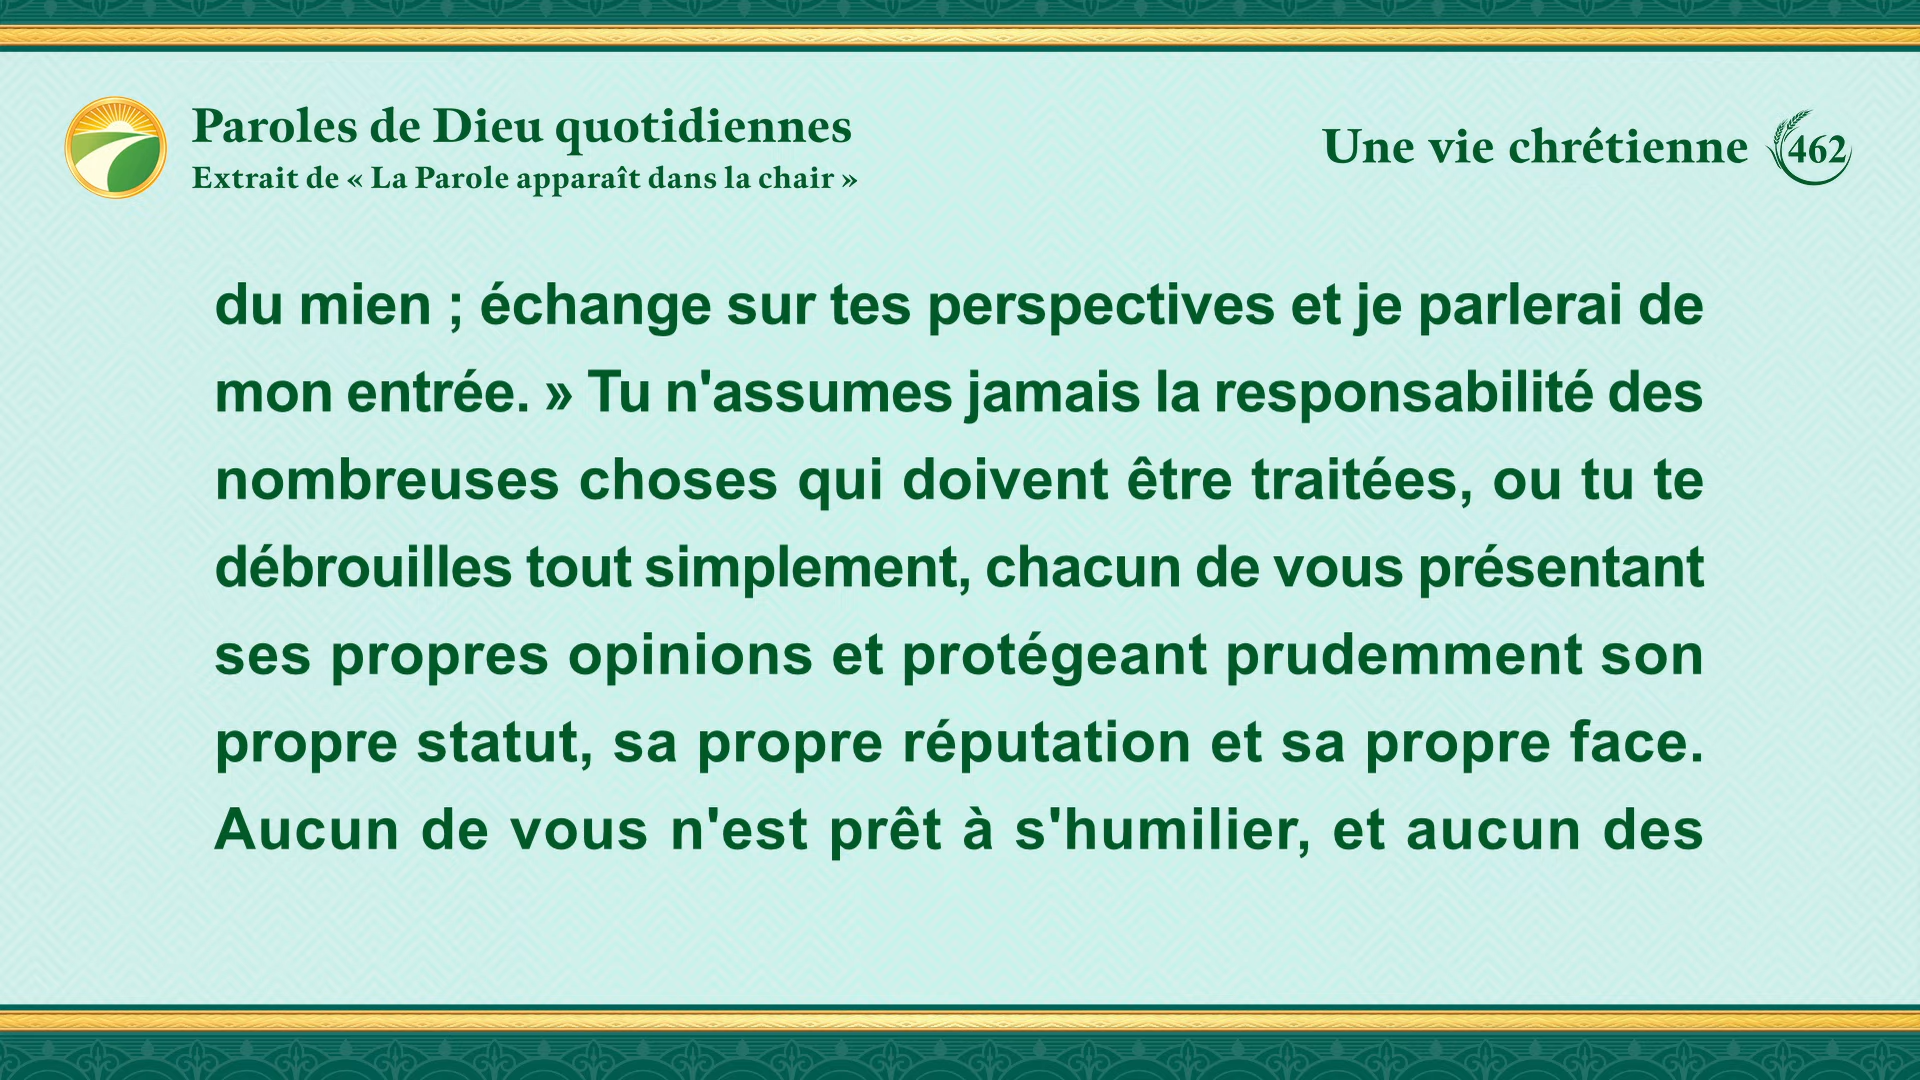 Paroles de Dieu quotidiennes
Extrait de « La Parole apparaît dans la chair »
Une vie chrétienne 462
du mien ; échange sur tes perspectives et je parlerai de
mon entrée. » Tu n'assumes jamais la responsabilité des
nombreuses choses qui doivent être traitées, ou tu te
débrouilles tout simplement, chacun de vous présentant
ses propres opinions et protégeant prudemment son
propre statut, sa propre réputation et sa propre face.
Aucun de vous n'est prêt à s'humilier, et aucun des